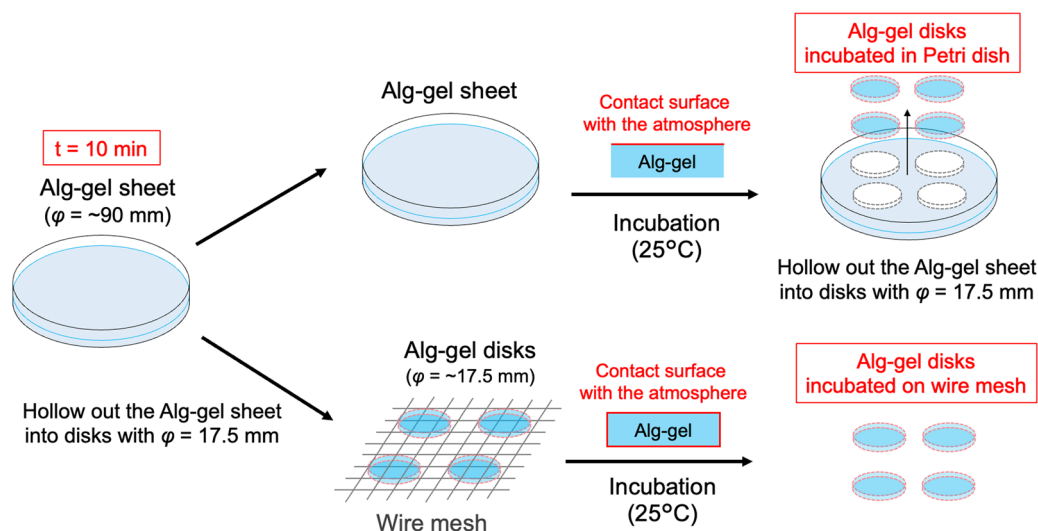 t = 10 min
Alg-gel sheet
(φ = ~90 mm)
Alg-gel sheet
Contact surface
with the atmosphere
Alg-gel
Incubation
(25°C)
Alg-gel disks
incubated in Petri dish
Hollow out the Alg-gel sheet
into disks with φ = 17.5 mm
Hollow out the Alg-gel sheet
into disks with φ = 17.5 mm
Alg-gel disks
(φ = ~17.5 mm)
Wire mesh
Contact surface
with the atmosphere
Alg-gel
Incubation
(25°C)
Alg-gel disks
incubated on wire mesh